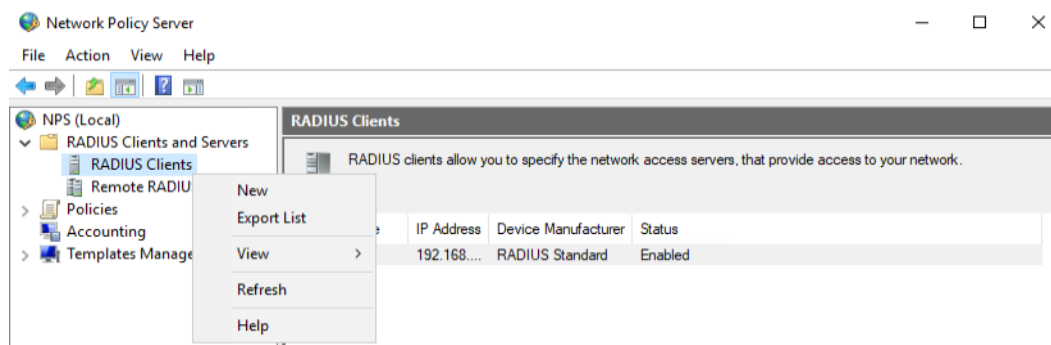 Network Policy Server
File Action View Help
NPS (Local)
RADIUS Clients and Servers
RADIUS Clients
Remote
Policies
Accounting
Templates
New
Export List
View
Refresh
Help
RADIUS Clients
RADIUS clients allow you to specify the network access servers, that provide access to your network.
IP Address Device Manufacturer Status
192.168.... RADIUS Standard Enabled